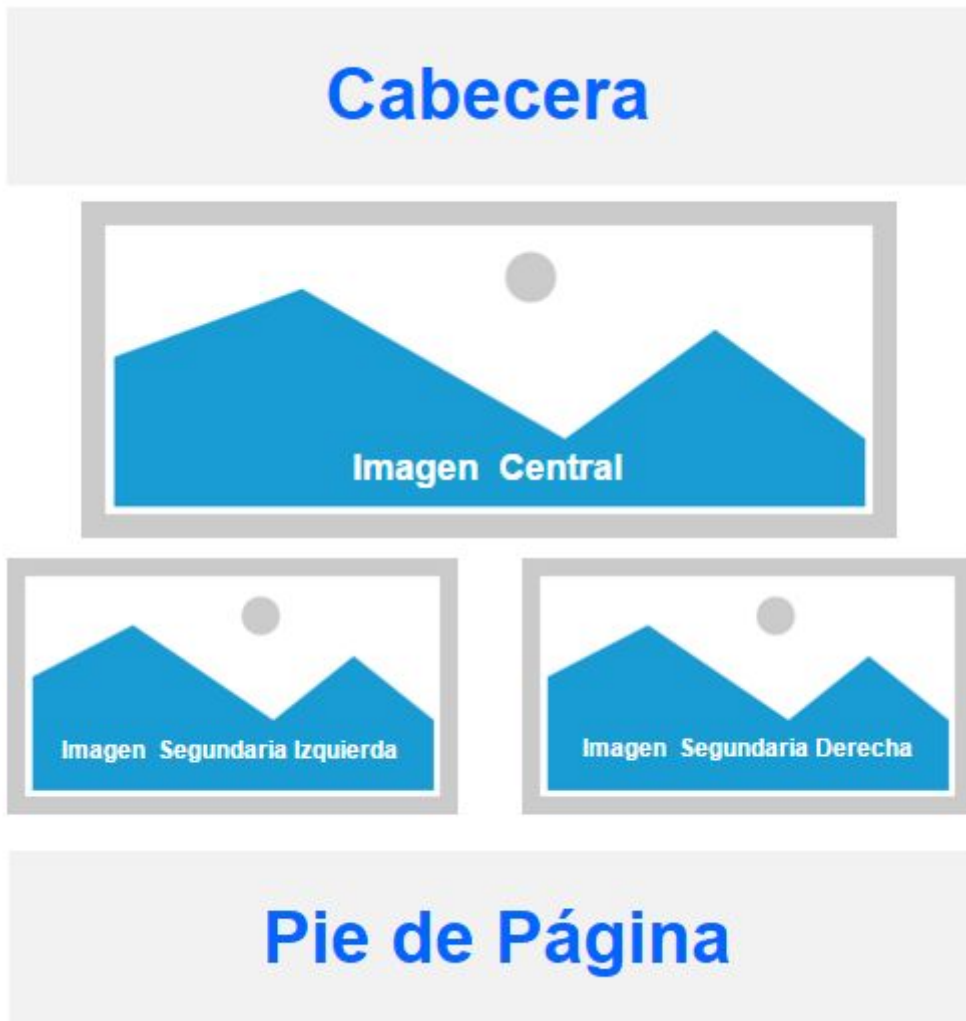 Cabecera
Imagen  Central
Imagen  Segundaria Izquierda
Imagen  Segundaria Derecha
Pie de Página